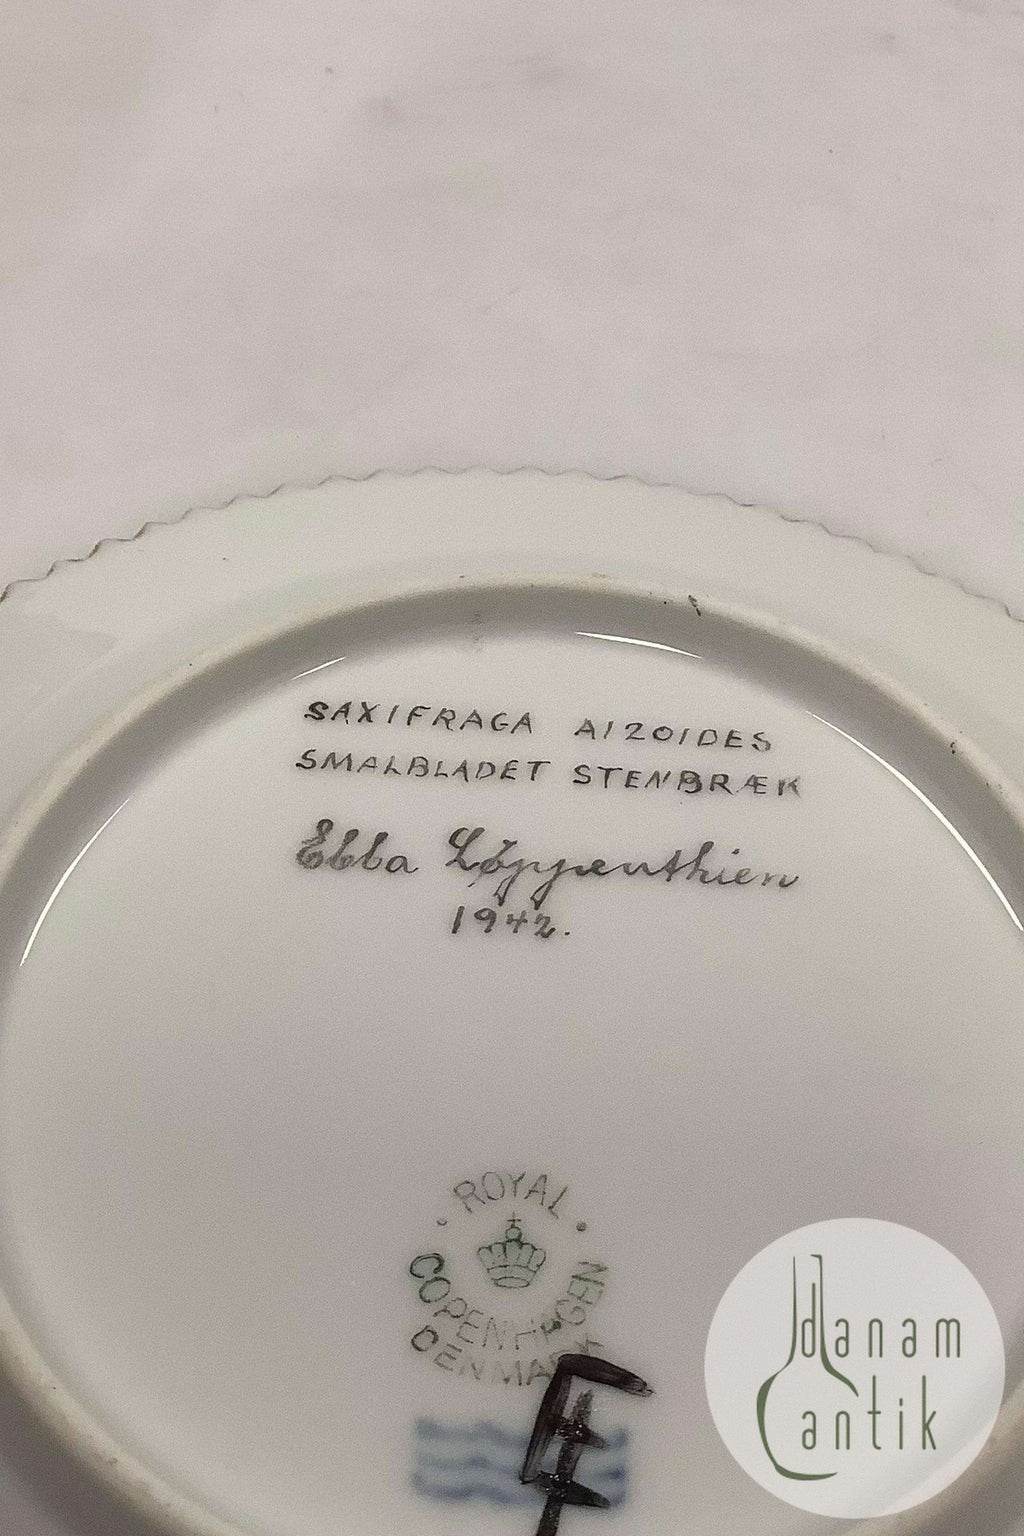 SAXIFRAGA AIZOIDES
SMALBLADET STENBRÆK
Ebba Løppenthien
1942.
ROYAL
COPENHAGEN
DENMARK
danam
antik